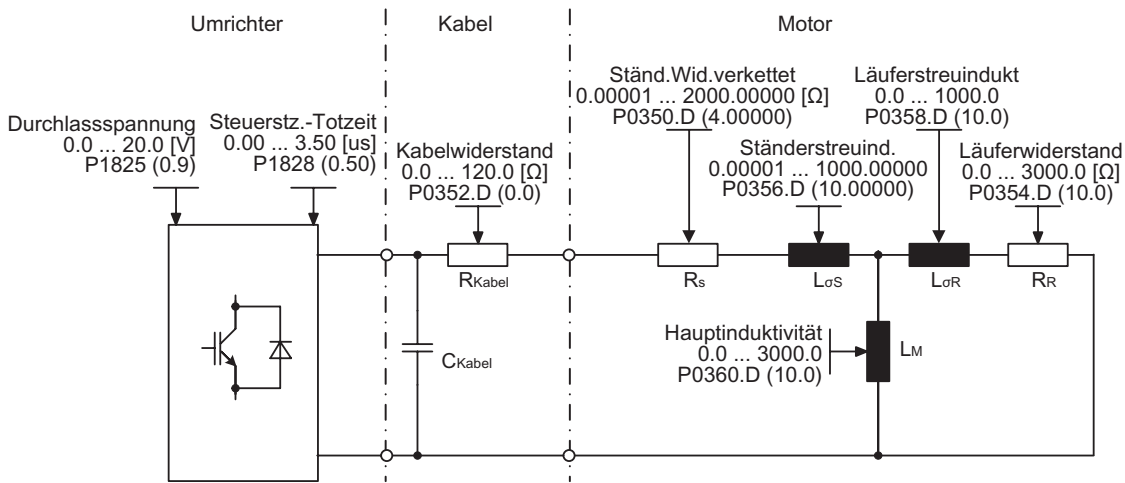 Umrichter
Kabel
Motor
Durchlassspannung
0.0 ... 20.0 [V]
P1825 (0.9)
Steuerstz.-Totzeit
0.00 ... 3.50 [us]
P1828 (0.50)
Kabelwiderstand
0.0 ... 120.0 [Ω]
P0352.D (0.0)
Ständ.Wid.verkettet
0.00001 ... 2000.00000 [Ω]
P0350.D (4.00000)
Ständerstreuind.
0.00001 ... 1000.00000
P0356.D (10.00000)
Läuferstreuindukt
0.0 ... 1000.0
P0358.D (10.0)
Läuferwiderstand
0.0 ... 3000.0 [Ω]
P0354.D (10.0)
RKabel
Rs
LσS
LσR
RR
CKabel
Hauptinduktivität
0.0 ... 3000.0
P0360.D (10.0)
LM